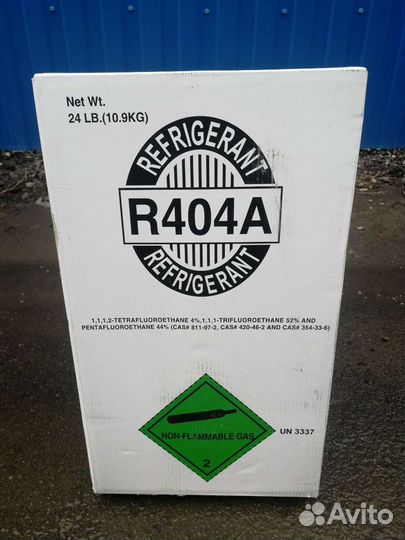 Net Wt.
24 LB.(10.9KG)
REFRIGERANT
R404A
REFRIGERANT
1,1,1,2-TETRAFLUOROETHANE 4%,1,1,1-TRIFLUOROETHANE 52% AND
PENTAFLUOROETHANE 44% (CAS# 811-97-2, CAS# 420-46-2 AND CAS# 354-33-6)
NON-FLAMMABLE GAS
UN 3337
2
Avito